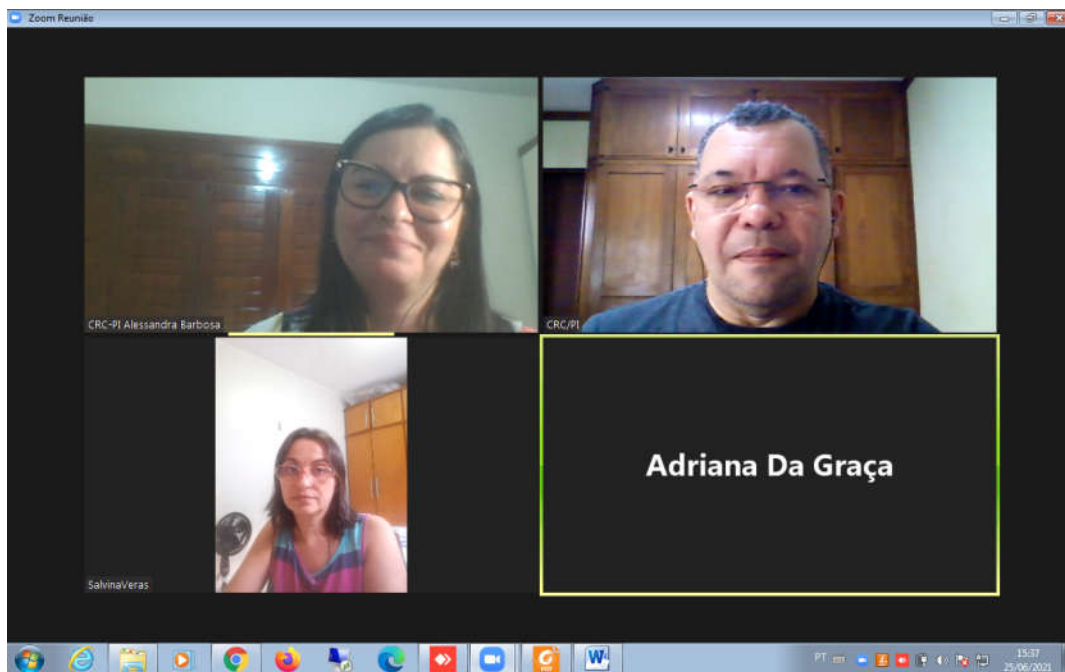 Zoom Reunião
CRC-PI Alessandra Barbosa
CRC/PI
SalvinaVeras
Adriana Da Graça
PT
15:37
25/06/2021